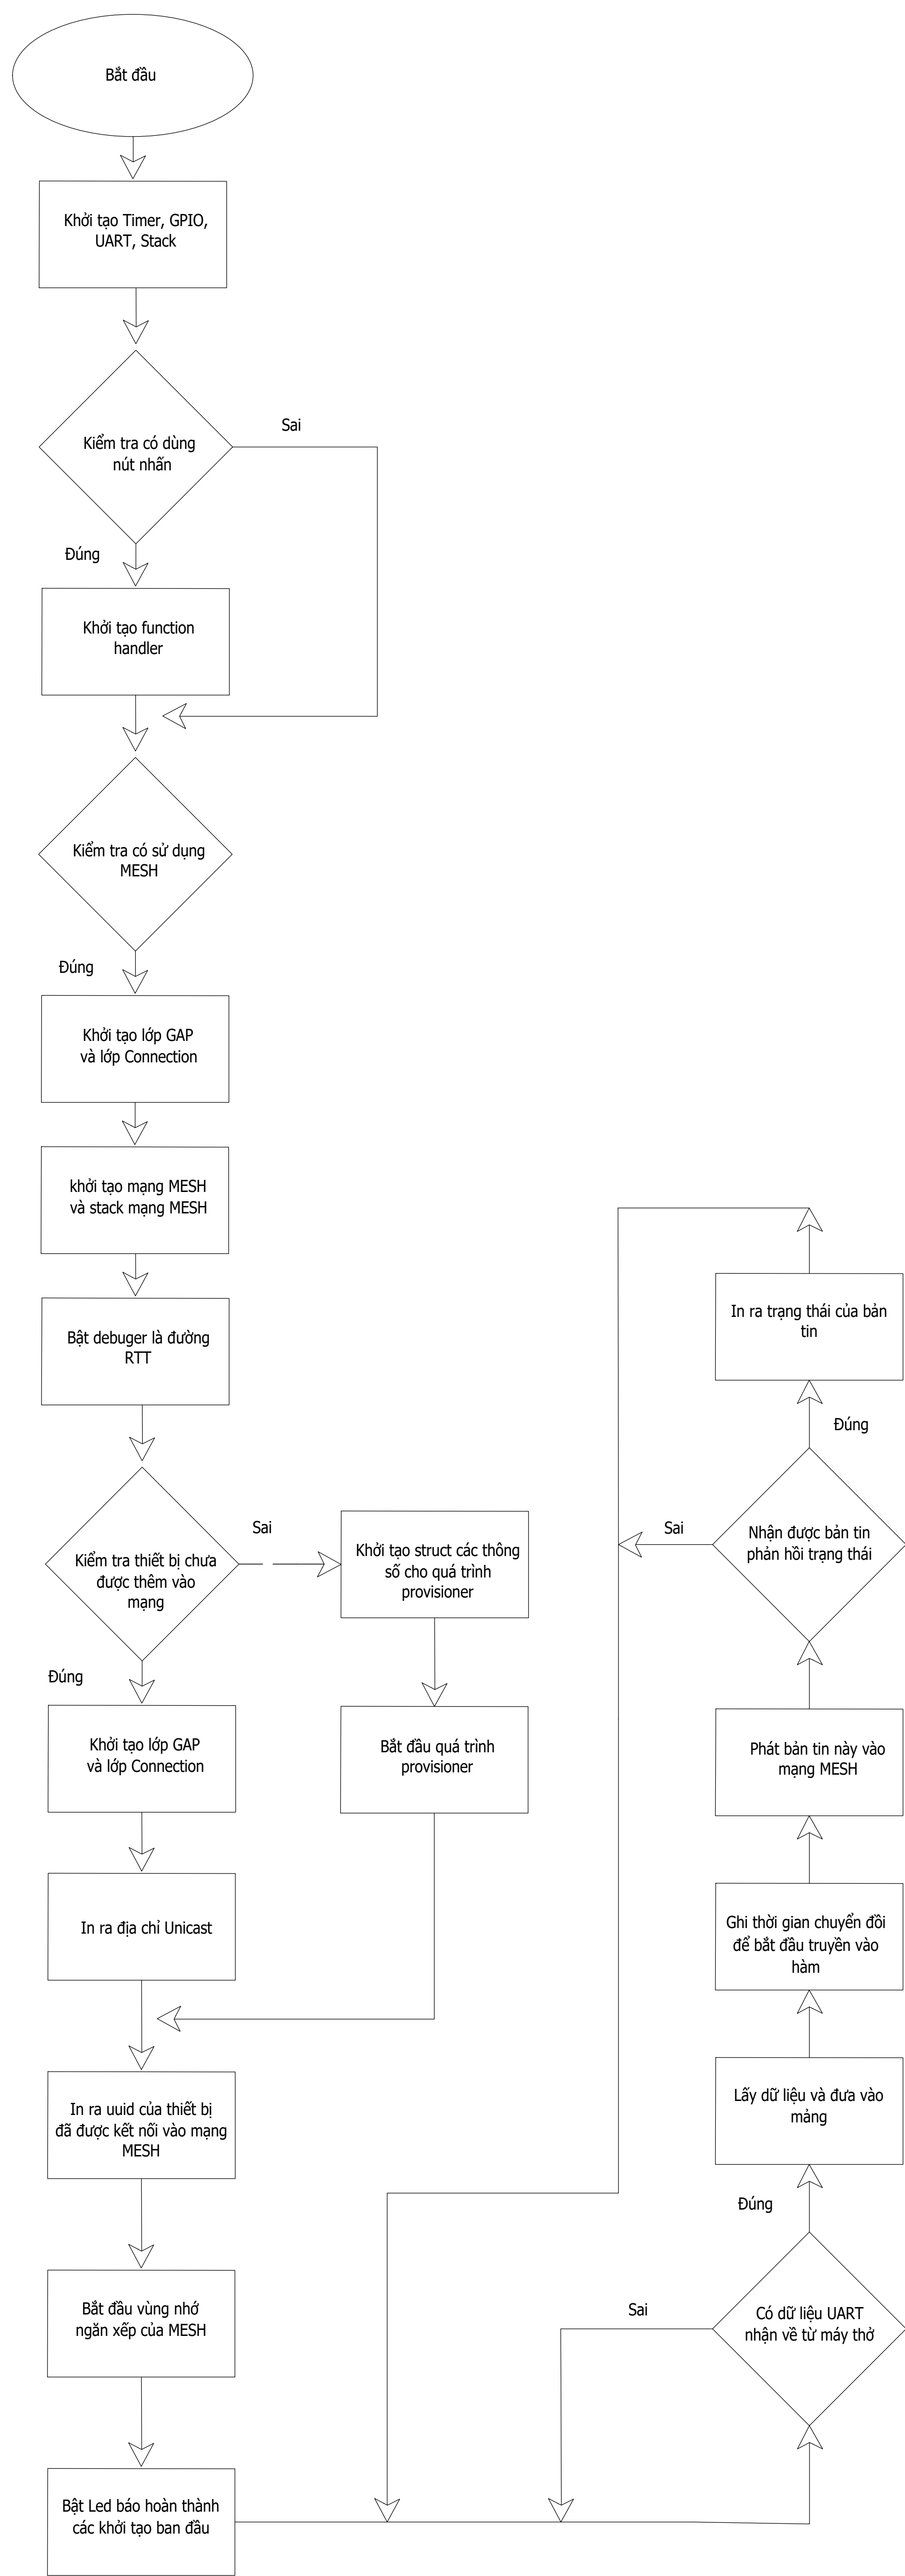 Bắt đầu
Khởi tạo Timer, GPIO,
UART, Stack
Kiểm tra có dùng
nút nhấn
Sai
Đúng
Khởi tạo function
handler
Kiểm tra có sử dụng
MESH
Đúng
Khởi tạo lớp GAP
và lớp Connection
khởi tạo mạng MESH
và stack mạng MESH
Bật debuger là đường
RTT
Kiểm tra thiết bị chưa
được thêm vào
mạng
Sai
Khởi tạo struct các thông
số cho quá trình
provisioner
Bắt đầu quá trình
provisioner
Đúng
Khởi tạo lớp GAP
và lớp Connection
In ra địa chỉ Unicast
In ra uuid của thiết bị
đã được kết nối vào mạng
MESH
Bắt đầu vùng nhớ
ngăn xếp của MESH
Bật Led báo hoàn thành
các khởi tạo ban đầu
Có dữ liệu UART
nhận về từ máy thở
Sai
Đúng
Lấy dữ liệu và đưa vào
mảng
Ghi thời gian chuyển đồi
để bắt đầu truyền vào
hàm
Phát bản tin này vào
mạng MESH
Nhận được bản tin
phản hồi trạng thái
Sai
Đúng
In ra trạng thái của bản
tin